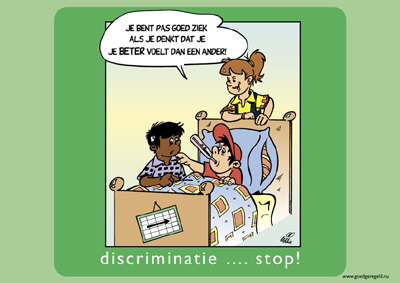 JE BENT PAS GOED ZIEK
ALS JE DENKT DAT JE
JE BETER VOELT DAN EEN ANDER!
discriminatie .... stop!
www.goedgeregeld.nu